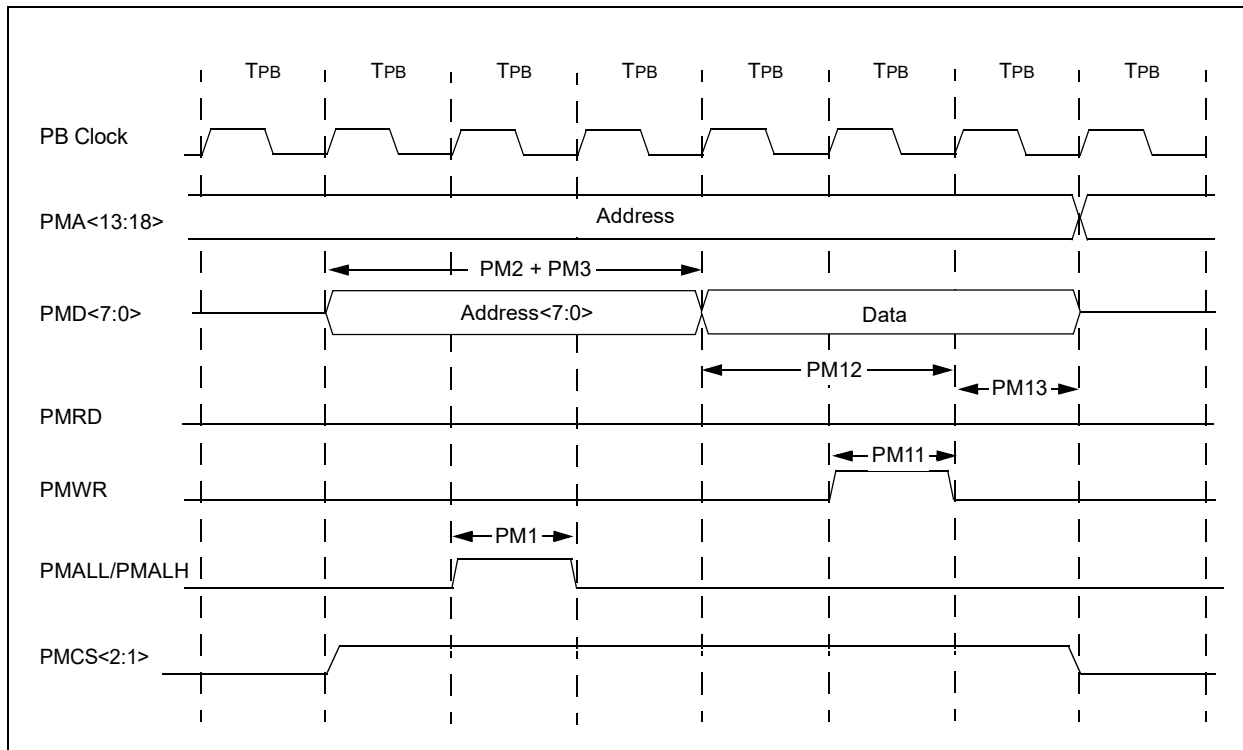 TPB TPB TPB TPB TPB TPB TPB TPB
PB Clock
PMA<13:18>
Address
PM2 + PM3
PMD<7:0>
Address<7:0>
Data
PM12
PM13
PMRD
PM11
PMWR
PM1
PMALL/PMALH
PMCS<2:1>